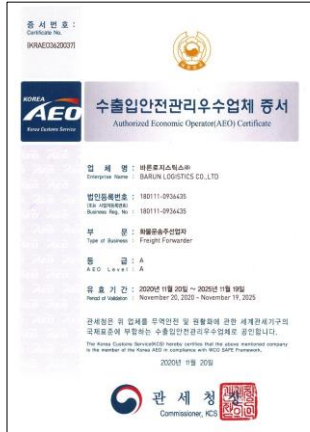 증서번호 :
Certificate No.
(KRAEO3620037)
KOREA
AEO
Korea Customs Service
수출입안전관리우수업체 증서
Authorized Economic Operator(AEO) Certificate
업 체 명 : 바른로지스틱스㈜
Enterprise Name : BARUN LOGISTICS CO.,LTD
법인등록번호 : 180111-0936435
(또는 사업자등록번호)
Business Reg. No : 180111-0936435
부 문 : 화물운송주선업자
Type of Business : Freight Forwarder
등 급 : A
AEO Level : A
유 효 기 간 : 2020년 11월 20일 ~ 2025년 11월 19일
Period of Validation : November 20, 2020 - November 19, 2025
관세청은 위 업체를 무역안전 및 원활화에 관한 세계관세기구의
국제표준에 부합하는 수출입안전관리우수업체로 공인합니다.
The Korea Customs Service(KCS) hereby certifies that the above mentioned company
is the member of the Korea AEO in compliance with WCO SAFE Framework.
2020년 11월 20일
관 세 청 장
Commissioner, KCS